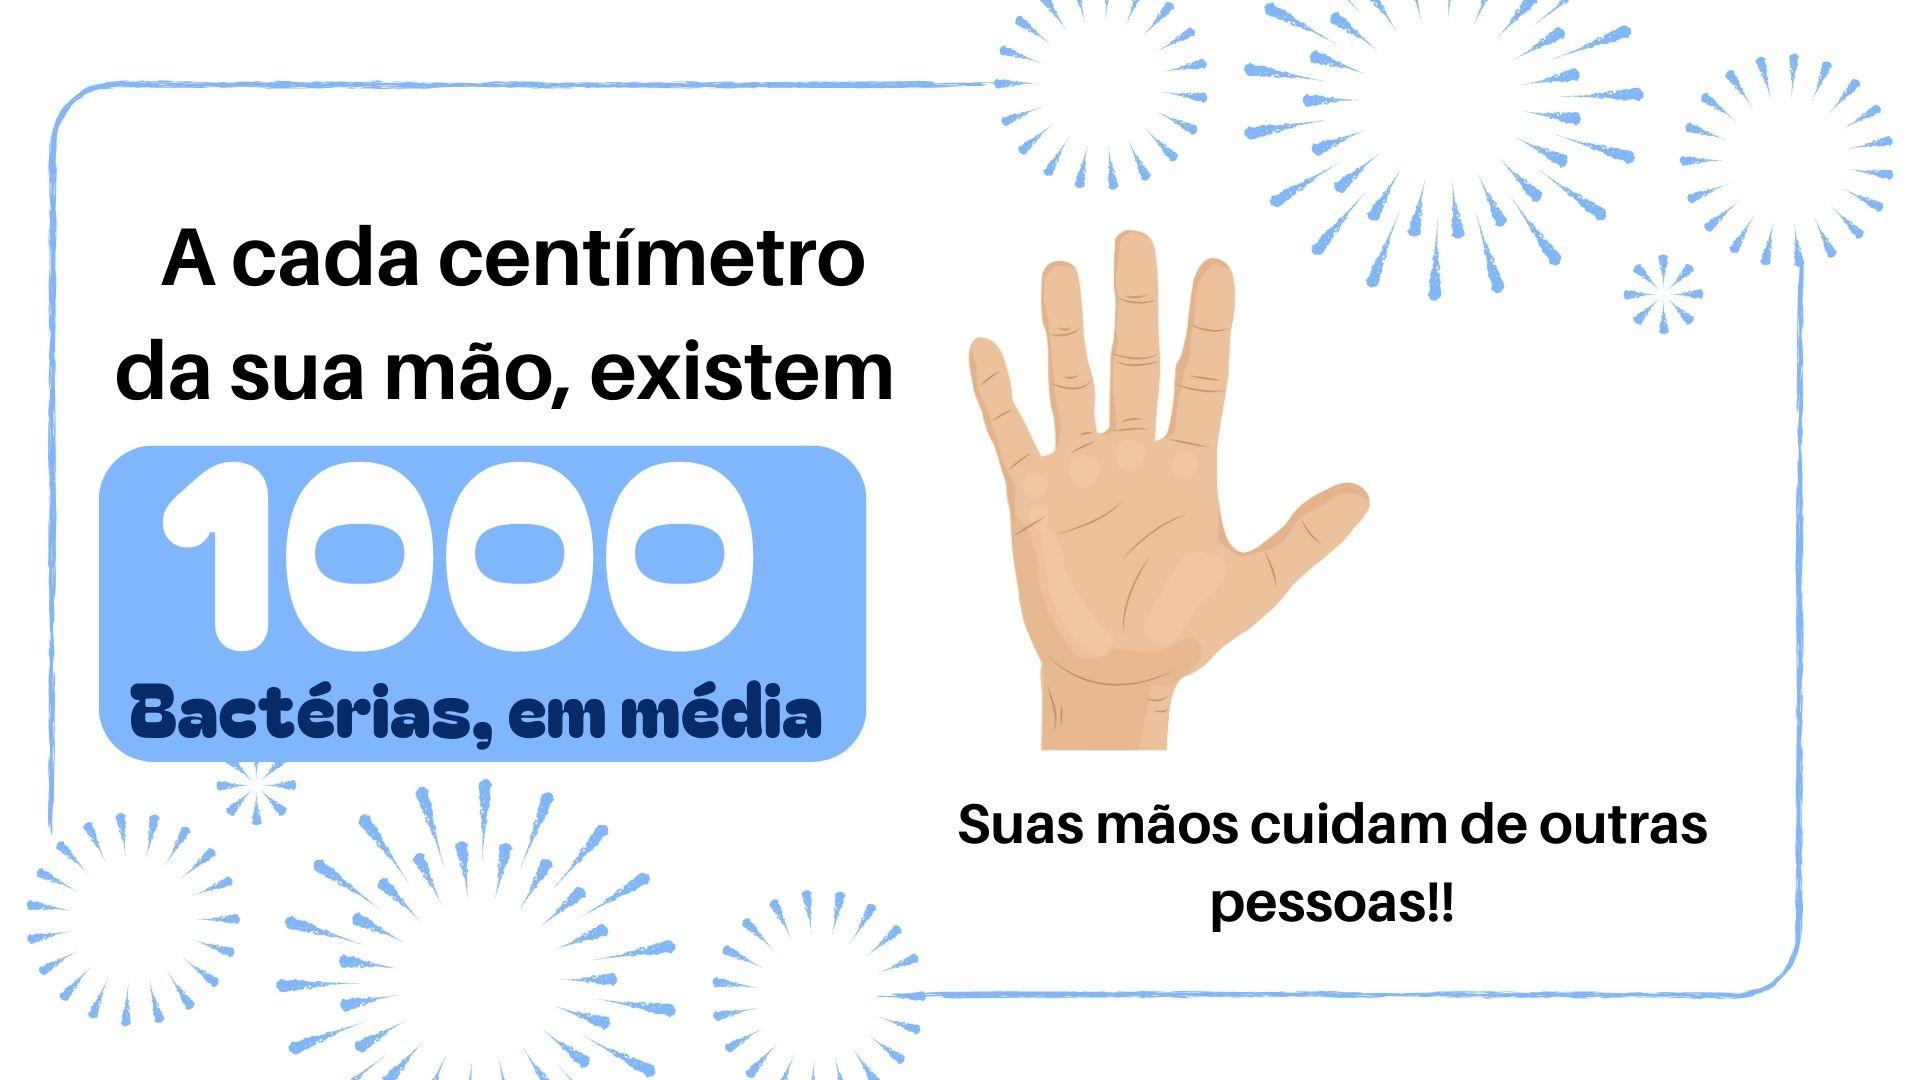 A cada centímetro
da sua mão, existem
1000
Bactérias, em média
Suas mãos cuidam de outras
pessoas!!